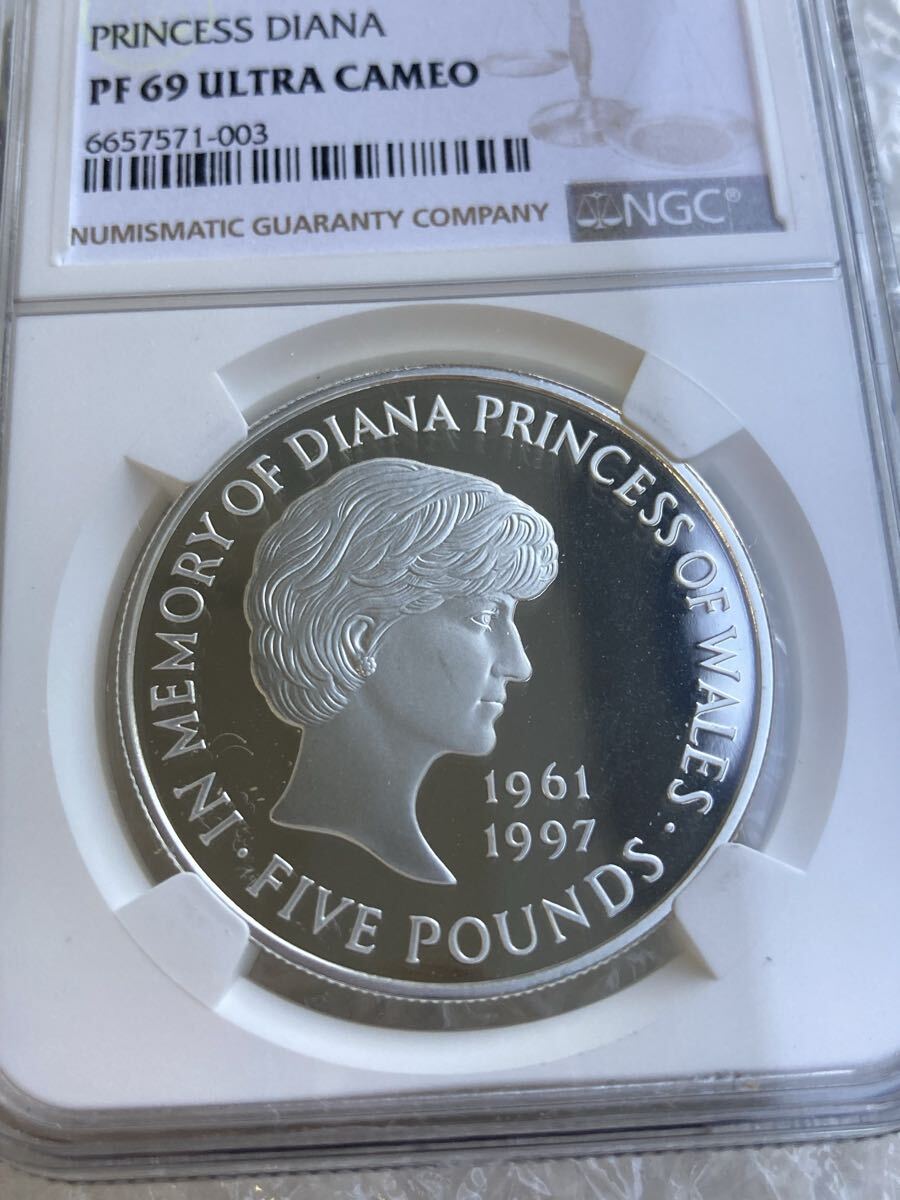 PRINCESS DIANA
PF 69 ULTRA CAMEO
6657571-003
NUMISMATIC GUARANTY COMPANY
NGC®
IN MEMORY OF DIANA PRINCESS OF WALES
1961
1997
· FIVE POUNDS ·